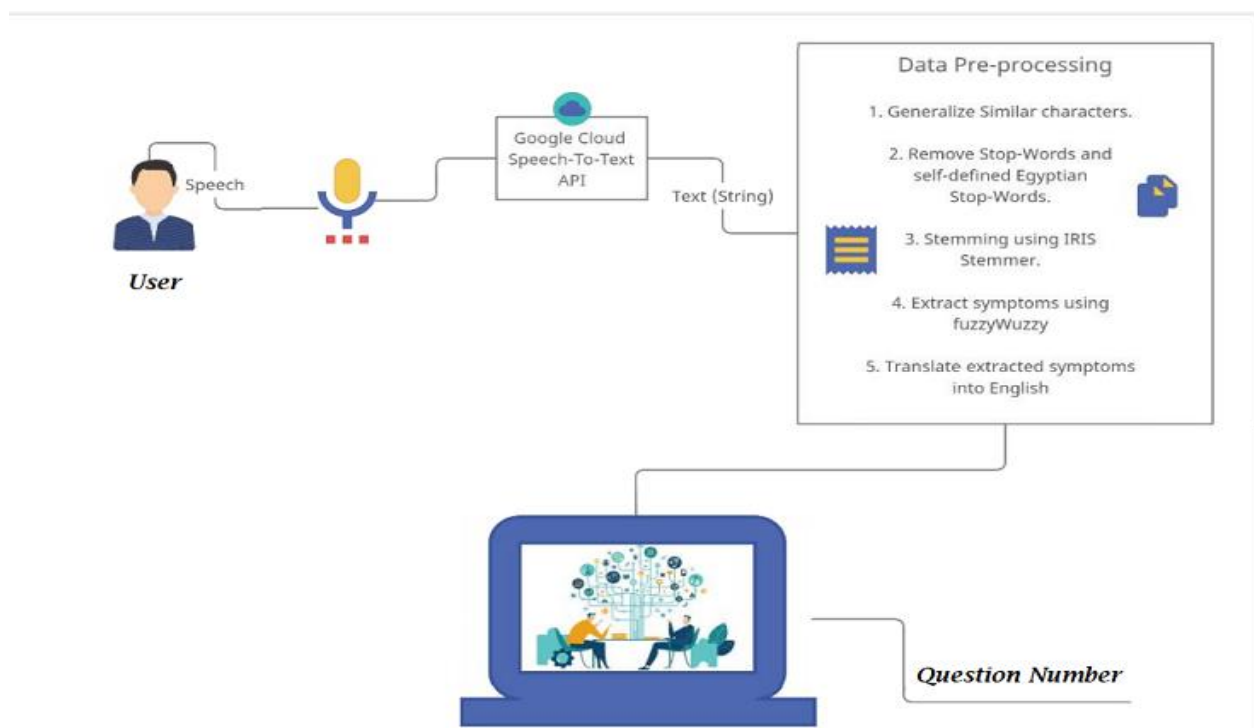 Speech
User
Google Cloud
Speech-To-Text
API
Text (String)
Data Pre-processing
1. Generalize Similar characters.
2. Remove Stop-Words and
self-defined Egyptian
Stop-Words.
3. Stemming using IRIS
Stemmer.
4. Extract symptoms using
fuzzyWuzzy
5. Translate extracted symptoms
into English
Question Number